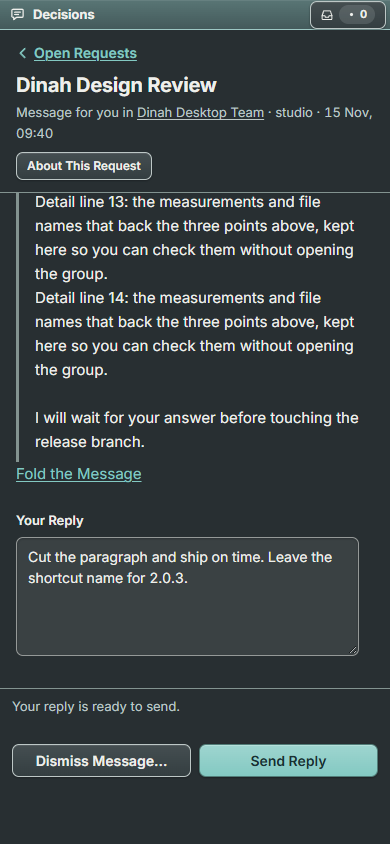 Decisions
• 0
Open Requests
Dinah Design Review
Message for you in Dinah Desktop Team · studio · 15 Nov,
09:40
About This Request
Detail line 13: the measurements and file
names that back the three points above, kept
here so you can check them without opening
the group.
Detail line 14: the measurements and file
names that back the three points above, kept
here so you can check them without opening
the group.
I will wait for your answer before touching the
release branch.
Fold the Message
Your Reply
Cut the paragraph and ship on time. Leave the
shortcut name for 2.0.3.
Your reply is ready to send.
Dismiss Message...
Send Reply